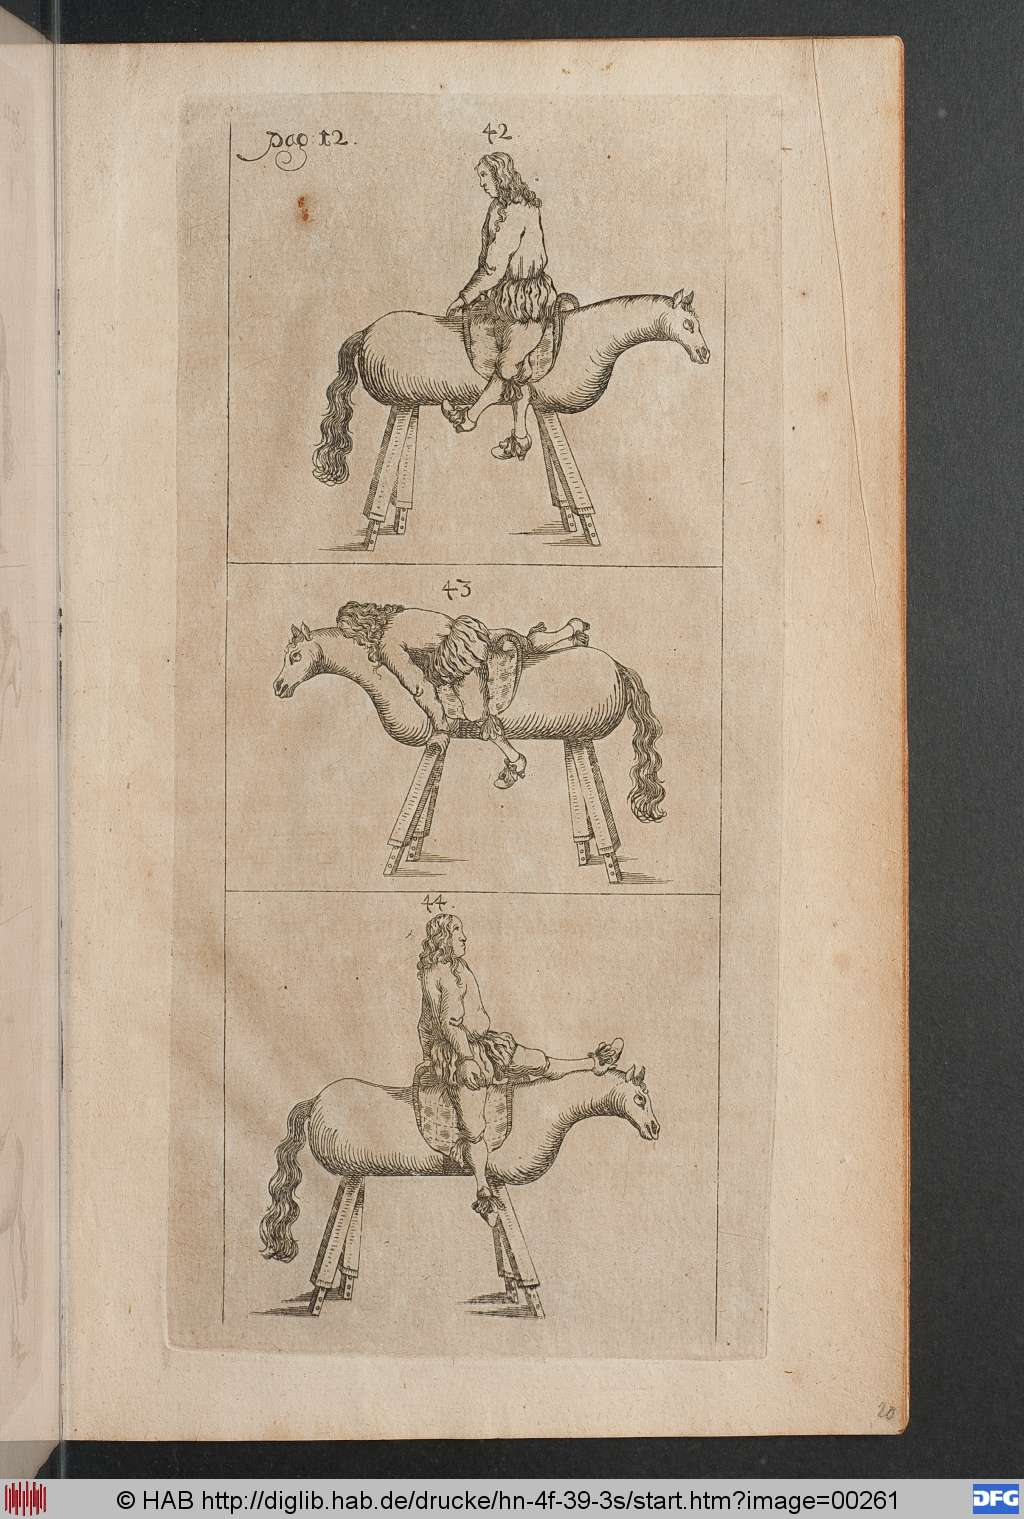 pag: 12.
42.
43
44.
20
© HAB http://diglib.hab.de/drucke/hn-4f-39-3s/start.htm?image=00261
DFG